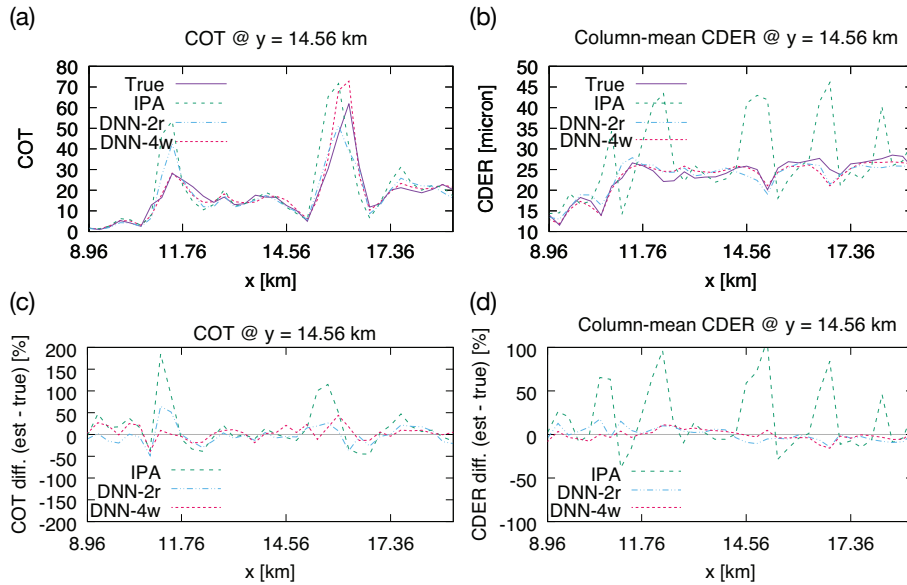 (a)
COT @ y = 14.56 km
80
70
60
50
40
30
20
10
0
COT
True
IPA
DNN-2r
DNN-4w
8.96 11.76 14.56 17.36
x [km]
(b)
Column-mean CDER @ y = 14.56 km
50
45
40
35
30
25
20
15
10
CDER [micron]
True
IPA
DNN-2r
DNN-4w
8.96 11.76 14.56 17.36
x [km]
(c)
COT @ y = 14.56 km
200
150
100
50
0
-50
-100
-150
-200
COT diff. (est - true) [%]
IPA
DNN-2r
DNN-4w
8.96 11.76 14.56 17.36
x [km]
(d)
Column-mean CDER @ y = 14.56 km
100
50
0
-50
-100
CDER diff. (est - true) [%]
IPA
DNN-2r
DNN-4w
8.96 11.76 14.56 17.36
x [km]